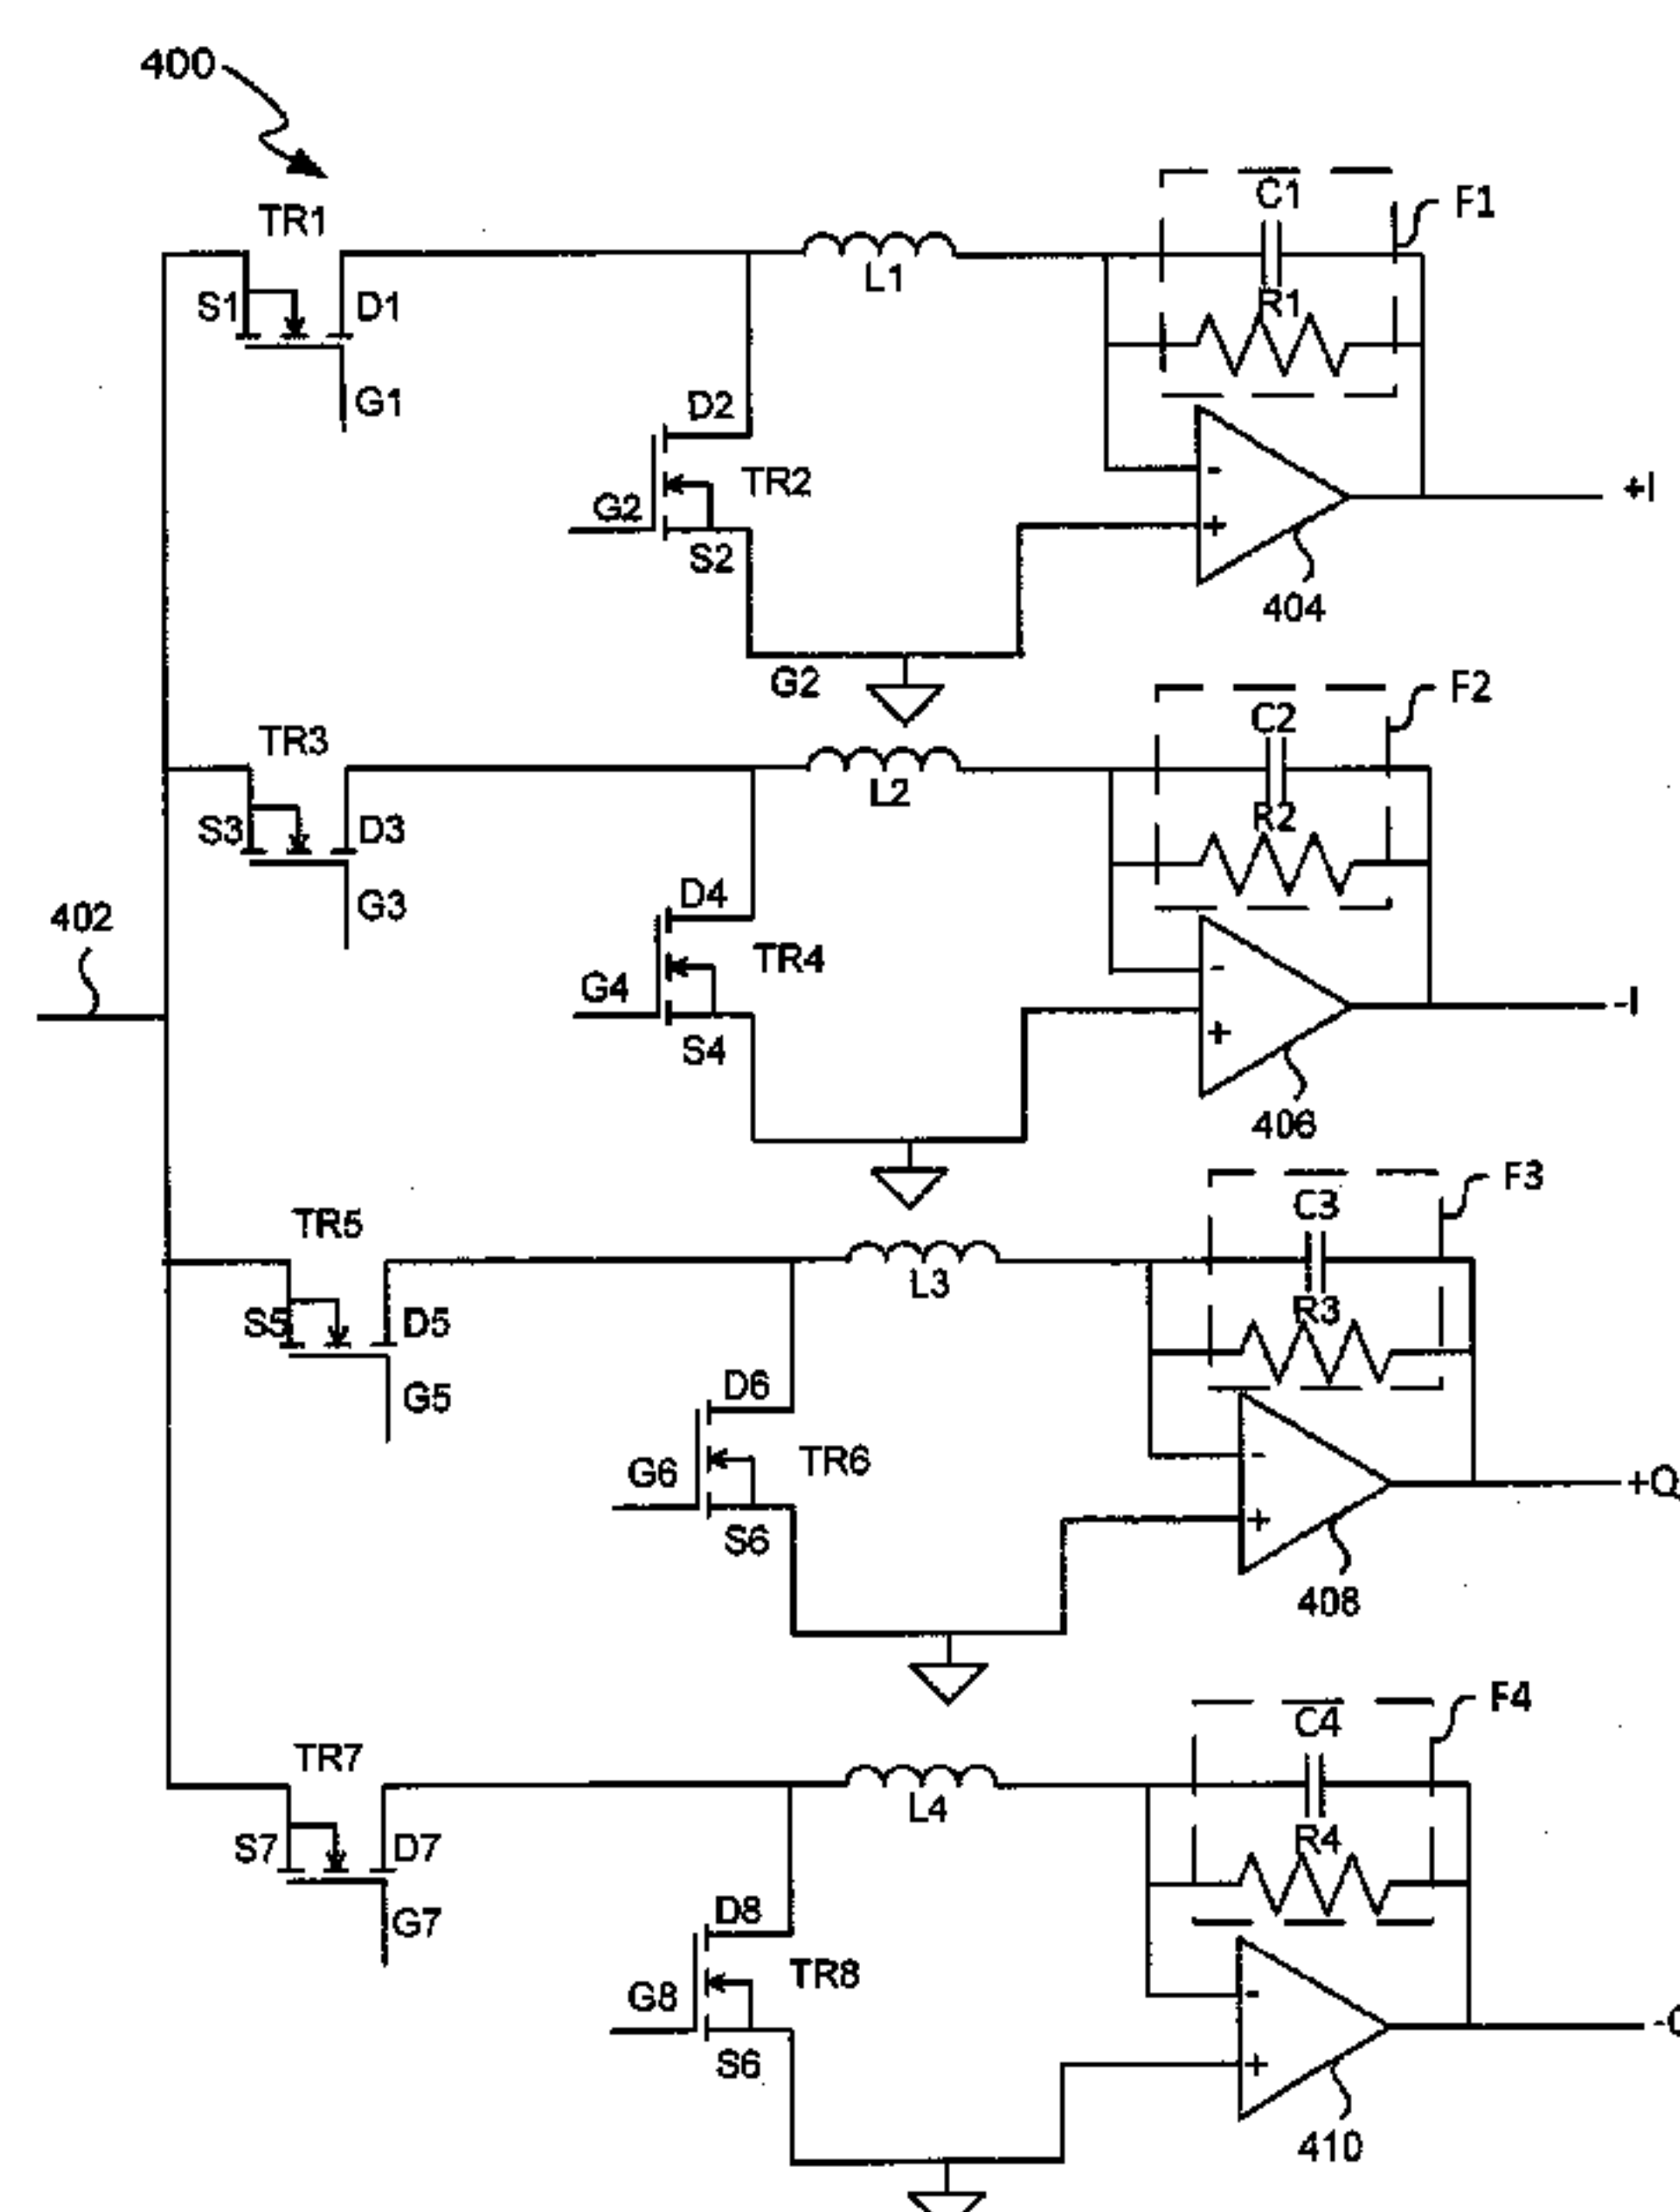 400
TR1
C1
F1
S1
D1
L1
R1
G1
D2
TR2
G2
S2
-
+
+I
404
G2
F2
TR3
C2
L2
S3
D3
R2
G3
402
D4
TR4
G4
S4
-
+
-I
406
F3
TR5
C3
L3
S5
D5
R3
G5
D6
TR6
G6
S6
-
+
+Q
408
F4
TR7
C4
L4
S7
D7
R4
G7
D8
TR8
G8
S6
-
+
410